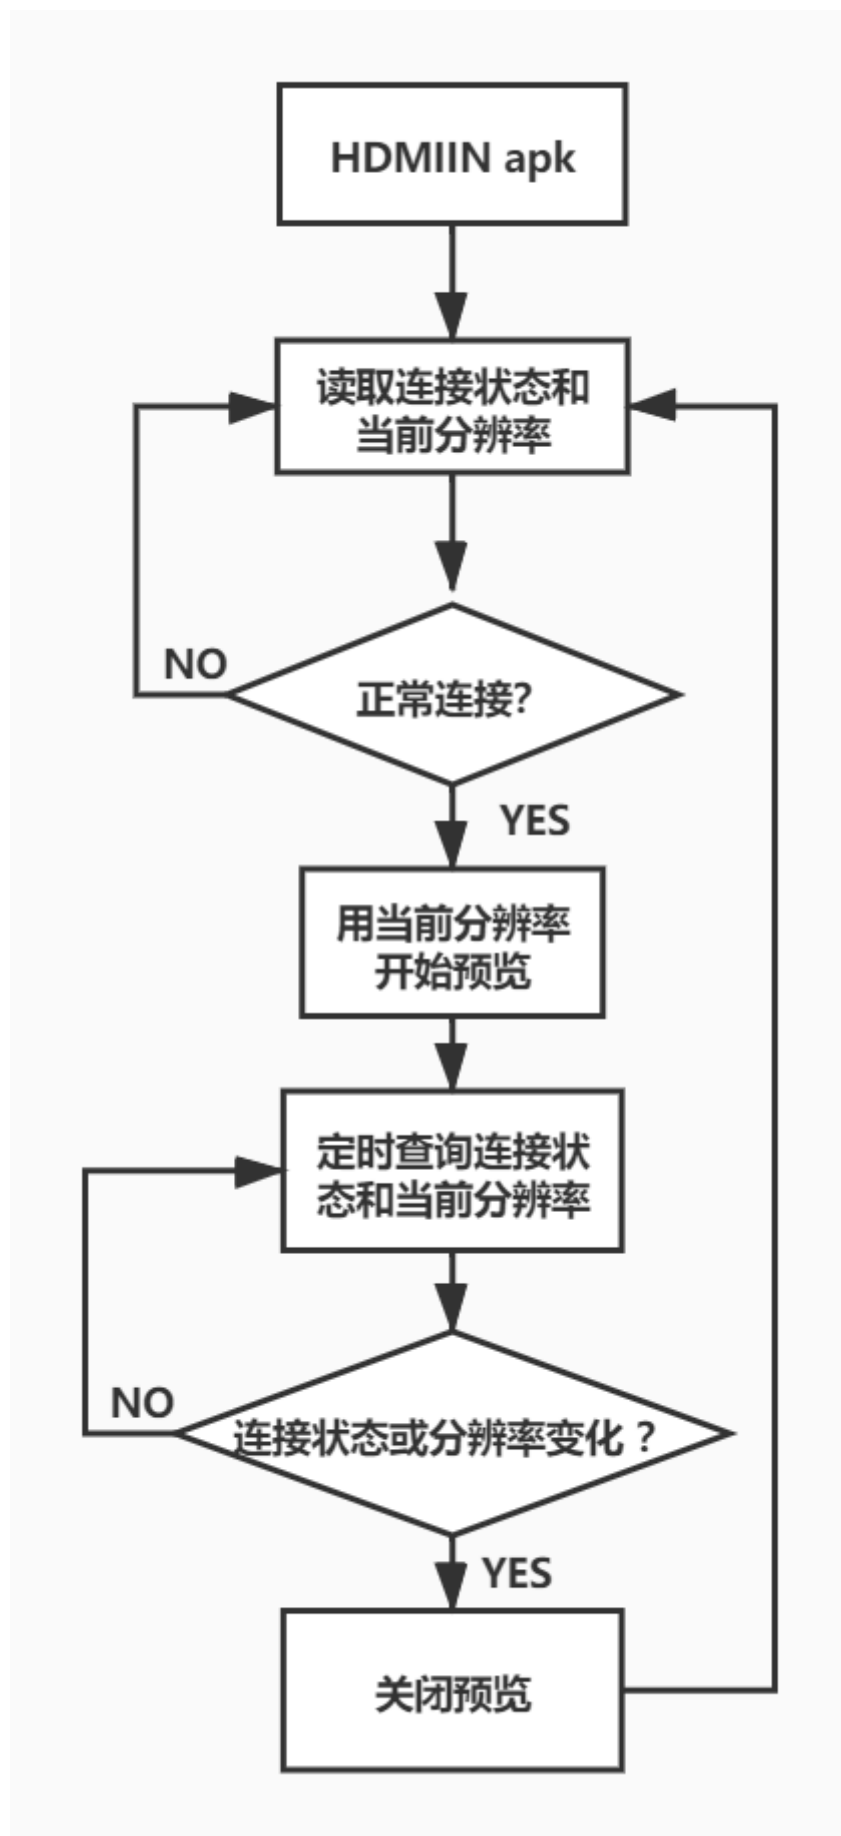 HDMIIN apk
读取连接状态和
当前分辨率
NO
正常连接?
YES
用当前分辨率
开始预览
定时查询连接状
态和当前分辨率
NO
连接状态或分辨率变化？
YES
关闭预览